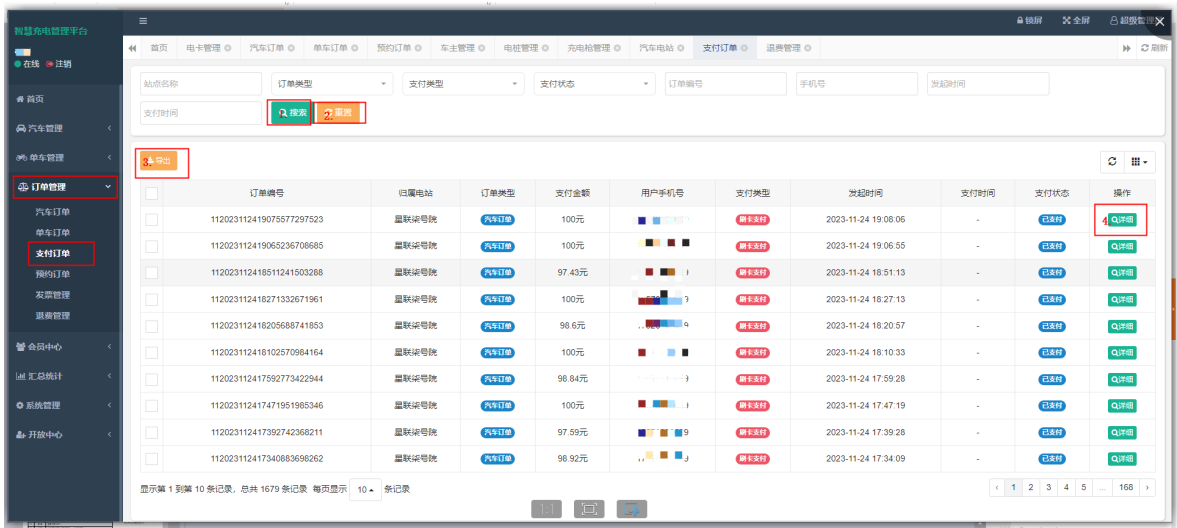 智慧充电管理平台
在线 注销
首页
汽车管理
单车管理
订单管理
汽车订单
单车订单
支付订单
预约订单
发票管理
退费管理
会员中心
汇总统计
系统管理
开放中心
锁屏 全屏 超级管理
首页 电卡管理 汽车订单 单车订单 预约订单 车主管理 电桩管理 充电枪管理 汽车电站 支付订单 退费管理 刷新
站点名称 订单类型 支付类型 支付状态 订单编号 手机号 发起时间
支付时间 搜索 2. 重置
3. 导出
订单编号 归属电站 订单类型 支付金额 用户手机号 支付类型 发起时间 支付时间 支付状态 操作
112023112419075577297523 星联柒号院 汽车订单 100元 刷卡支付 2023-11-24 19:08:06 - 已支付 4. 详细
112023112419065236708685 星联柒号院 汽车订单 100元 刷卡支付 2023-11-24 19:06:55 - 已支付 详细
112023112418511241503288 星联柒号院 汽车订单 97.43元 刷卡支付 2023-11-24 18:51:13 - 已支付 详细
112023112418271332671961 星联柒号院 汽车订单 100元 刷卡支付 2023-11-24 18:27:13 - 已支付 详细
112023112418205688741853 星联柒号院 汽车订单 98.6元 刷卡支付 2023-11-24 18:20:57 - 已支付 详细
112023112418102570984164 星联柒号院 汽车订单 100元 刷卡支付 2023-11-24 18:10:33 - 已支付 详细
112023112417592773422944 星联柒号院 汽车订单 98.84元 刷卡支付 2023-11-24 17:59:28 - 已支付 详细
112023112417471951985346 星联柒号院 汽车订单 100元 刷卡支付 2023-11-24 17:47:19 - 已支付 详细
112023112417392742368211 星联柒号院 汽车订单 97.59元 刷卡支付 2023-11-24 17:39:28 - 已支付 详细
112023112417340883698262 星联柒号院 汽车订单 98.92元 刷卡支付 2023-11-24 17:34:09 - 已支付 详细
显示第 1 到第 10 条记录，总共 1679 条记录 每页显示 10 条记录
‹ 1 2 3 4 5 ... 168 ›
1:1